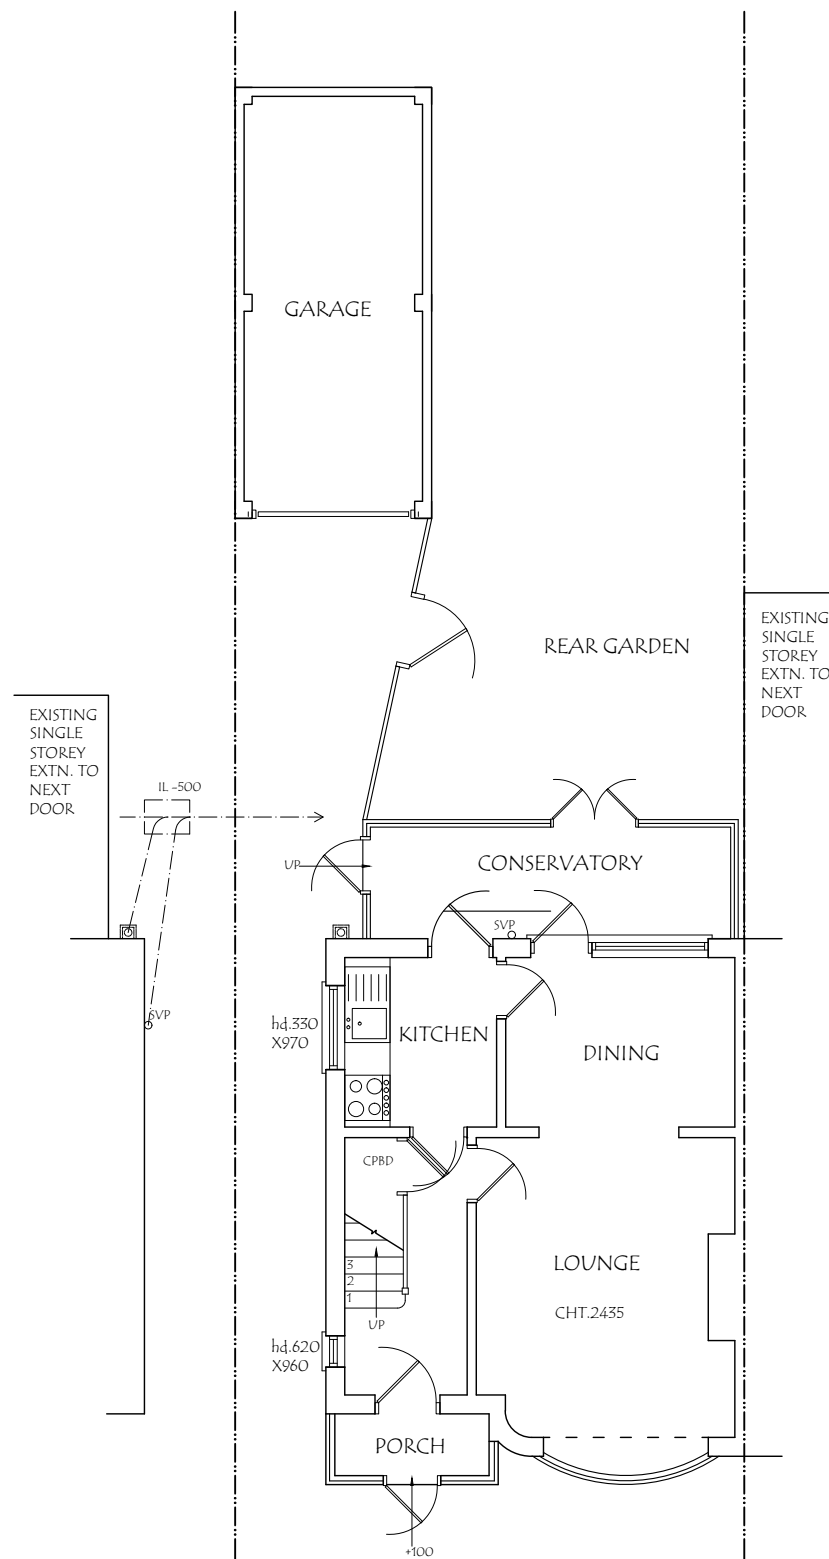 GARAGE
REAR GARDEN
EXISTING
SINGLE
STOREY
EXTN. TO
NEXT
DOOR
EXISTING
SINGLE
STOREY
EXTN. TO
NEXT
DOOR
IL -500
UP
CONSERVATORY
SVP
SVP
hd.330
X970
KITCHEN
DINING
CPBD
LOUNGE
CHT.2435
3
2
1
UP
hd.620
X960
PORCH
+100